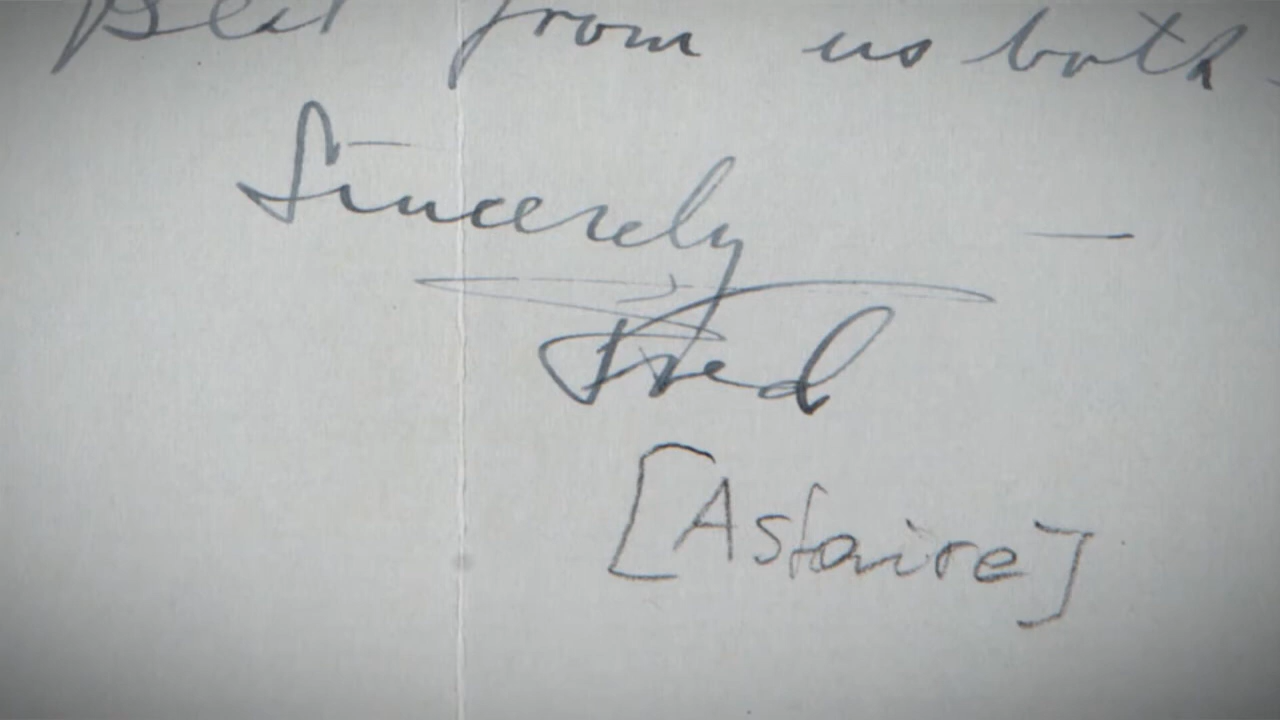 Best from us both -
Sincerely —
Fred
[Astaire]